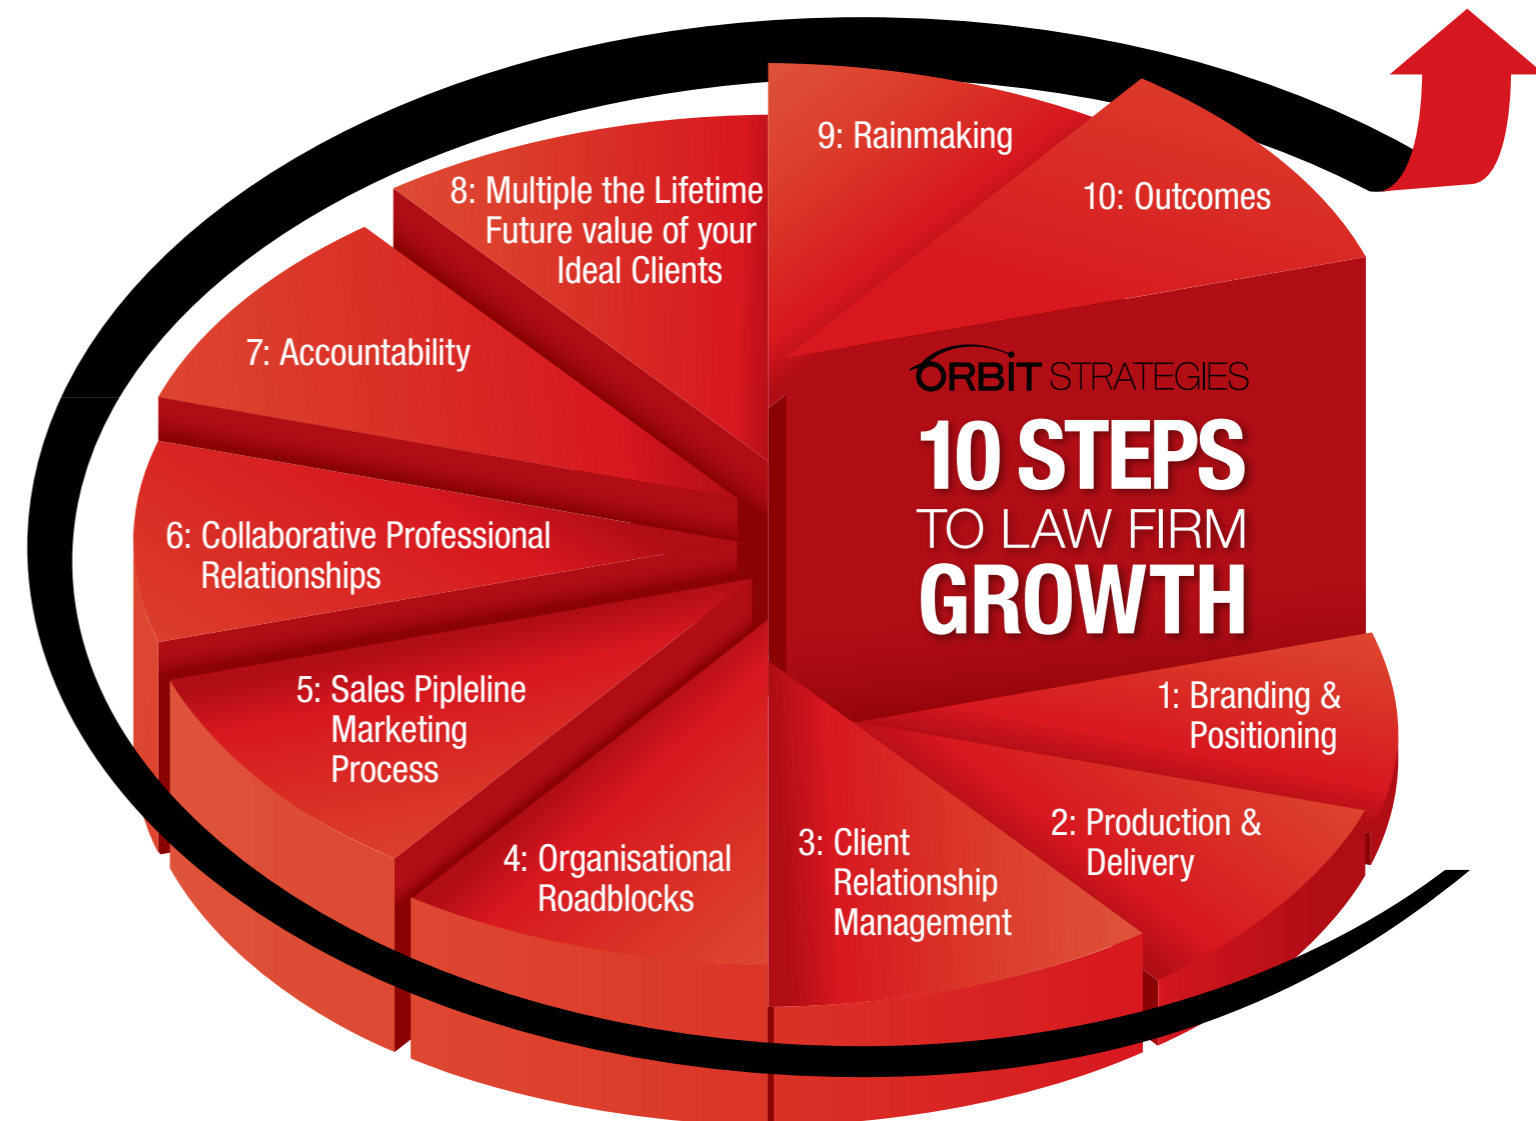 ORBIT STRATEGIES
10 STEPS
TO LAW FIRM
GROWTH
1: Branding &
Positioning
2: Production &
Delivery
3: Client
Relationship
Management
4: Organisational
Roadblocks
5: Sales Pipleline
Marketing
Process
6: Collaborative Professional
Relationships
7: Accountability
8: Multiple the Lifetime
Future value of your
Ideal Clients
9: Rainmaking
10: Outcomes